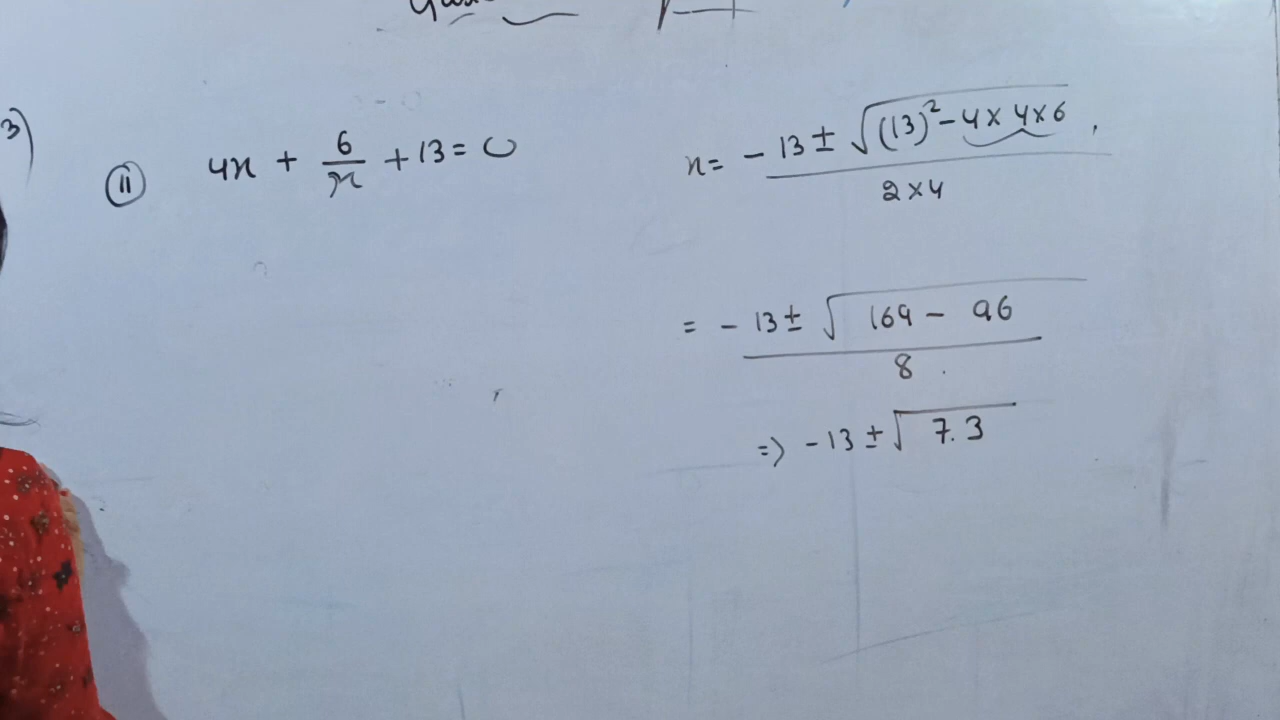 3)
(ii) 4x + 6/x + 13 = 0
x = - 13 ± √(13)² - 4 × 4 × 6 / 2 × 4
= - 13 ± √169 - 96 / 8
=> - 13 ± √7.3